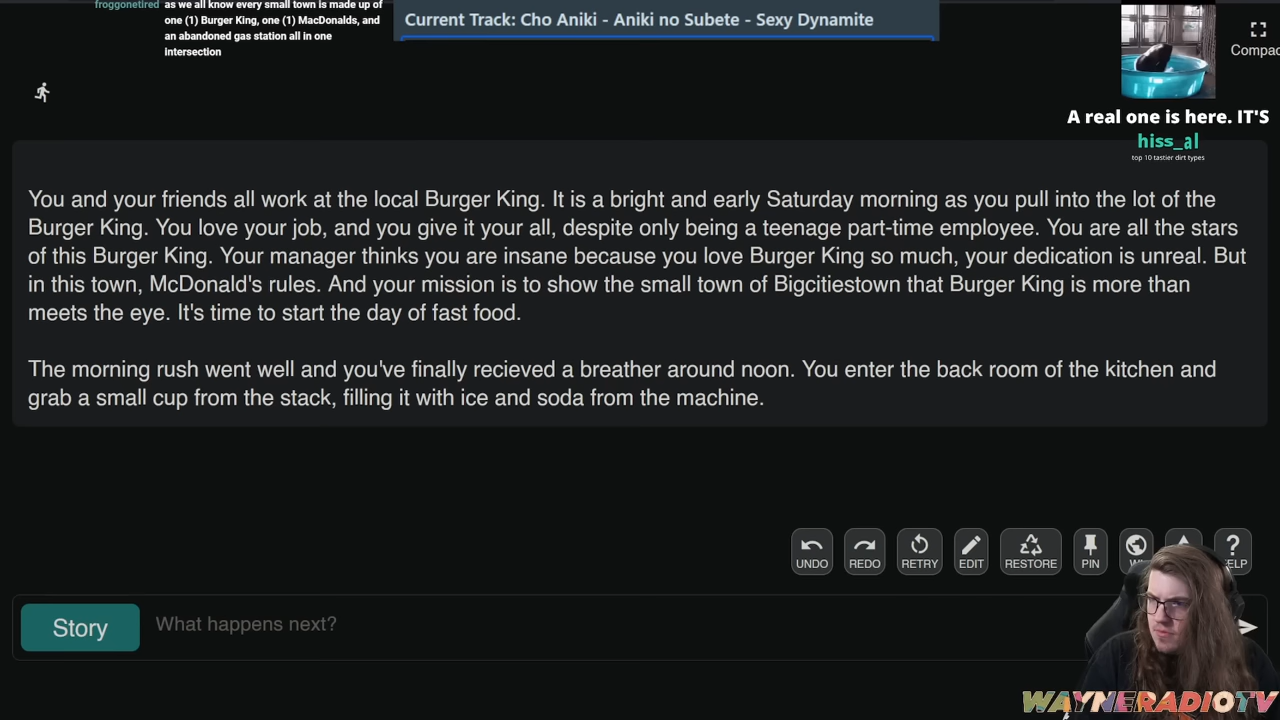 froggonetired as we all know every small town is made up of
one (1) Burger King, one (1) MacDonalds, and
an abandoned gas station all in one
intersection
Current Track: Cho Aniki - Aniki no Subete - Sexy Dynamite
Compac
A real one is here. IT'S
hiss_al
top 10 tastier dirt types
You and your friends all work at the local Burger King. It is a bright and early Saturday morning as you pull into the lot of the
Burger King. You love your job, and you give it your all, despite only being a teenage part-time employee. You are all the stars
of this Burger King. Your manager thinks you are insane because you love Burger King so much, your dedication is unreal. But
in this town, McDonald's rules. And your mission is to show the small town of Bigcitiestown that Burger King is more than
meets the eye. It's time to start the day of fast food.
The morning rush went well and you've finally recieved a breather around noon. You enter the back room of the kitchen and
grab a small cup from the stack, filling it with ice and soda from the machine.
UNDO REDO RETRY EDIT RESTORE PIN
Story What happens next?
WAYNERADIOTV